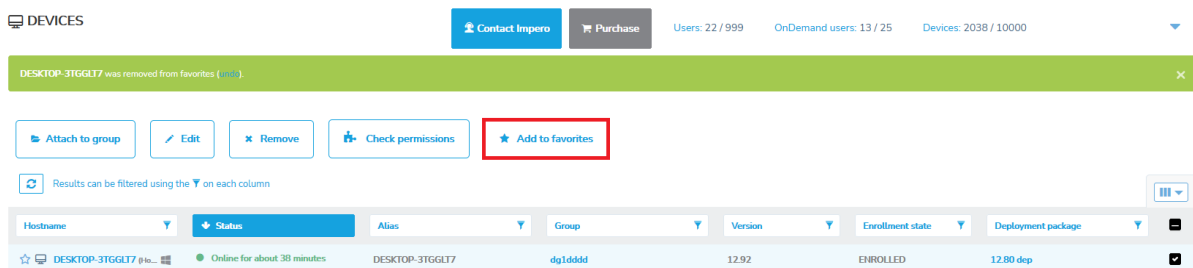 DEVICES
Contact Impero
Purchase
Users: 22 / 999
OnDemand users: 13 / 25
Devices: 2038 / 10000
DESKTOP-3TGGLT7 was removed from favorites (undo).
Attach to group
Edit
Remove
Check permissions
Add to favorites
Results can be filtered using the on each column
Hostname
Status
Alias
Group
Version
Enrollment state
Deployment package
DESKTOP-3TGGLT7 (Ho...
Online for about 38 minutes
DESKTOP-3TGGLT7
dg1dddd
12.92
ENROLLED
12.80 dep